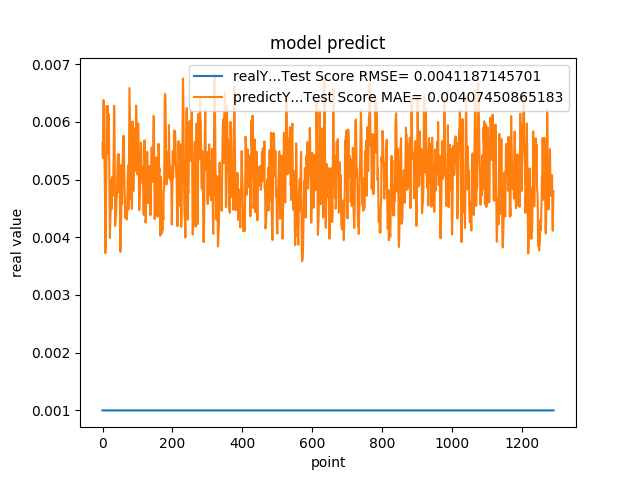 model predict
realY...Test Score RMSE= 0.0041187145701
predictY...Test Score MAE= 0.00407450865183
0.007
0.006
0.005
0.004
0.003
0.002
0.001
real value
0 200 400 600 800 1000 1200
point